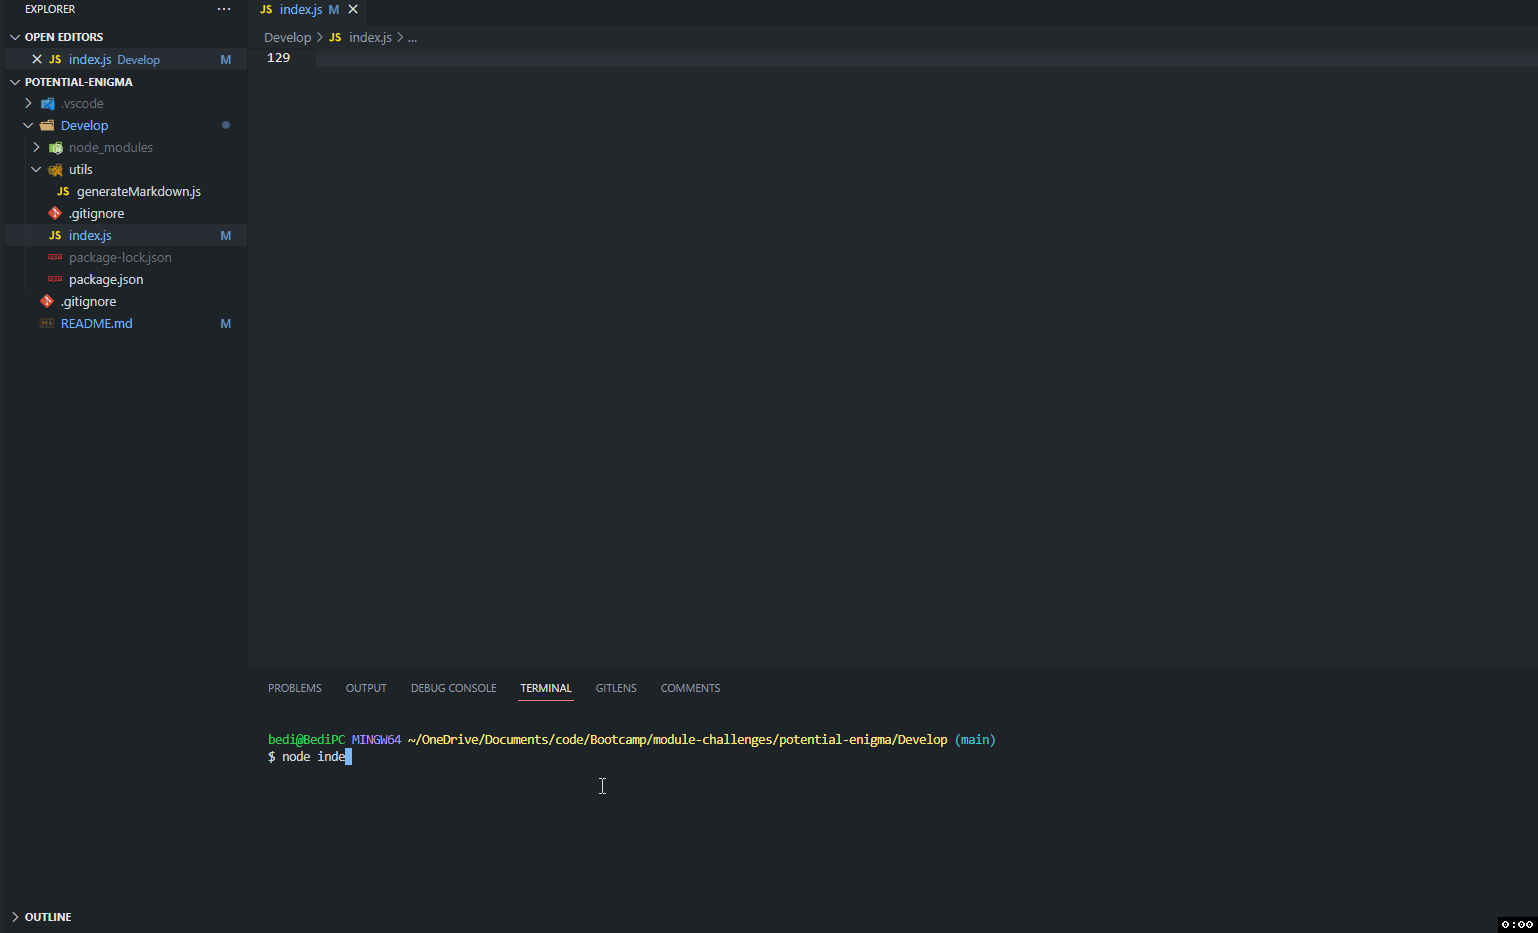 EXPLORER ...
OPEN EDITORS
JS index.js Develop M
POTENTIAL-ENIGMA
.vscode
Develop
node_modules
utils
JS generateMarkdown.js
.gitignore
JS index.js M
package-lock.json
package.json
.gitignore
README.md M
OUTLINE
JS index.js M
Develop > JS index.js > ...
129
PROBLEMS OUTPUT DEBUG CONSOLE TERMINAL GITLENS COMMENTS
bedi@BediPC MINGW64 ~/OneDrive/Documents/code/Bootcamp/module-challenges/potential-enigma/Develop (main)
$ node inde
0:00